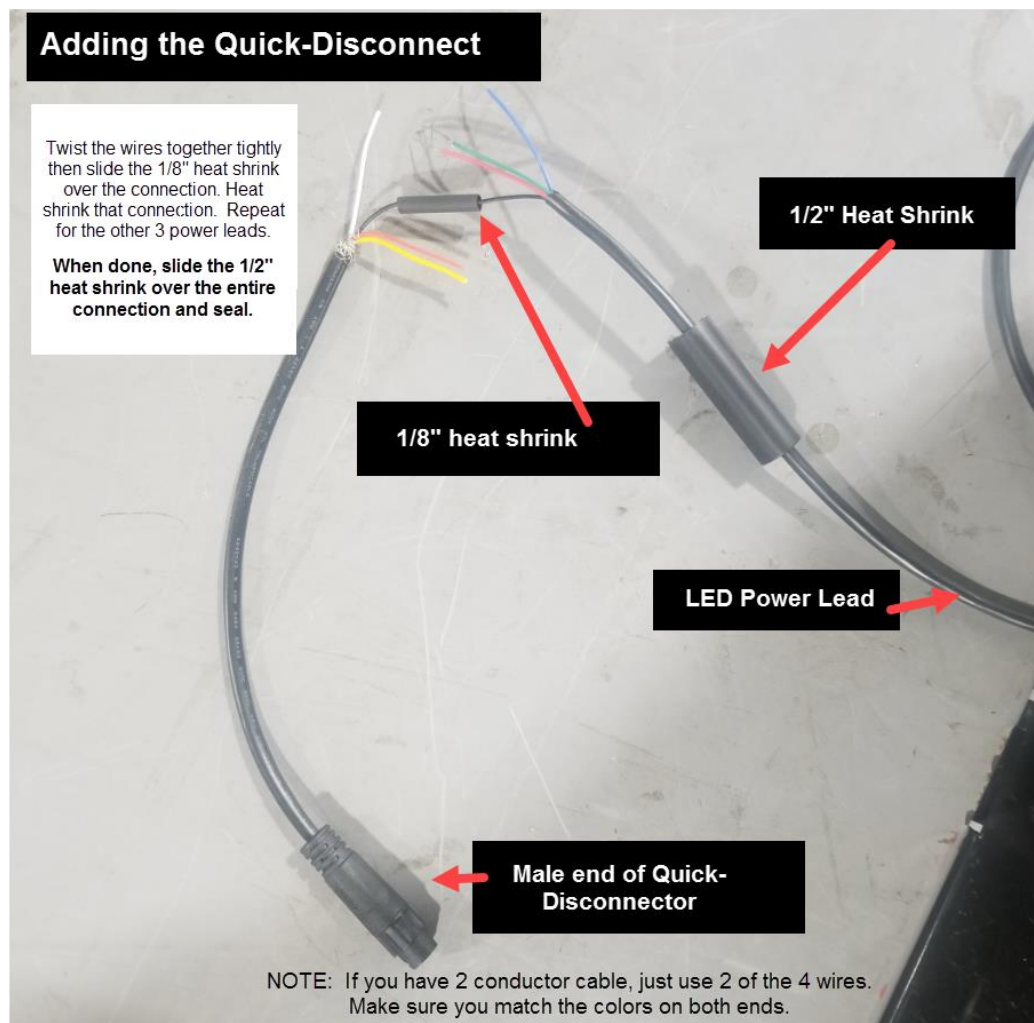 Adding the Quick-Disconnect
Twist the wires together tightly
then slide the 1/8" heat shrink
over the connection. Heat
shrink that connection.  Repeat
for the other 3 power leads.
When done, slide the 1/2"
heat shrink over the entire
connection and seal.
1/2" Heat Shrink
1/8" heat shrink
LED Power Lead
Male end of Quick-
Disconnector
NOTE:  If you have 2 conductor cable, just use 2 of the 4 wires.
Make sure you match the colors on both ends.